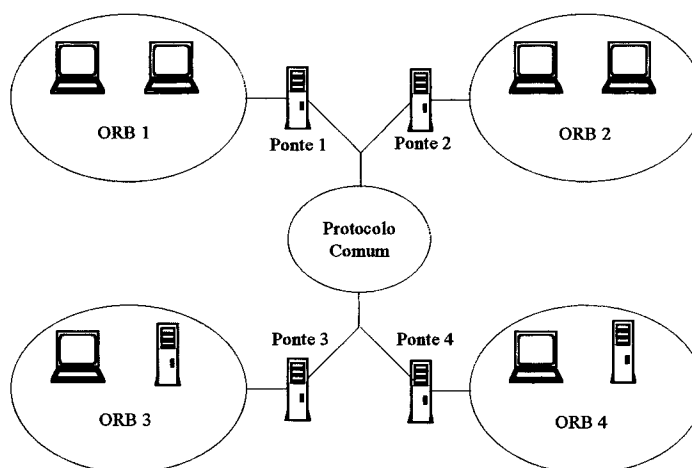 ORB 1
Ponte 1
Ponte 2
ORB 2
Protocolo
Comum
Ponte 3
Ponte 4
ORB 3
ORB 4